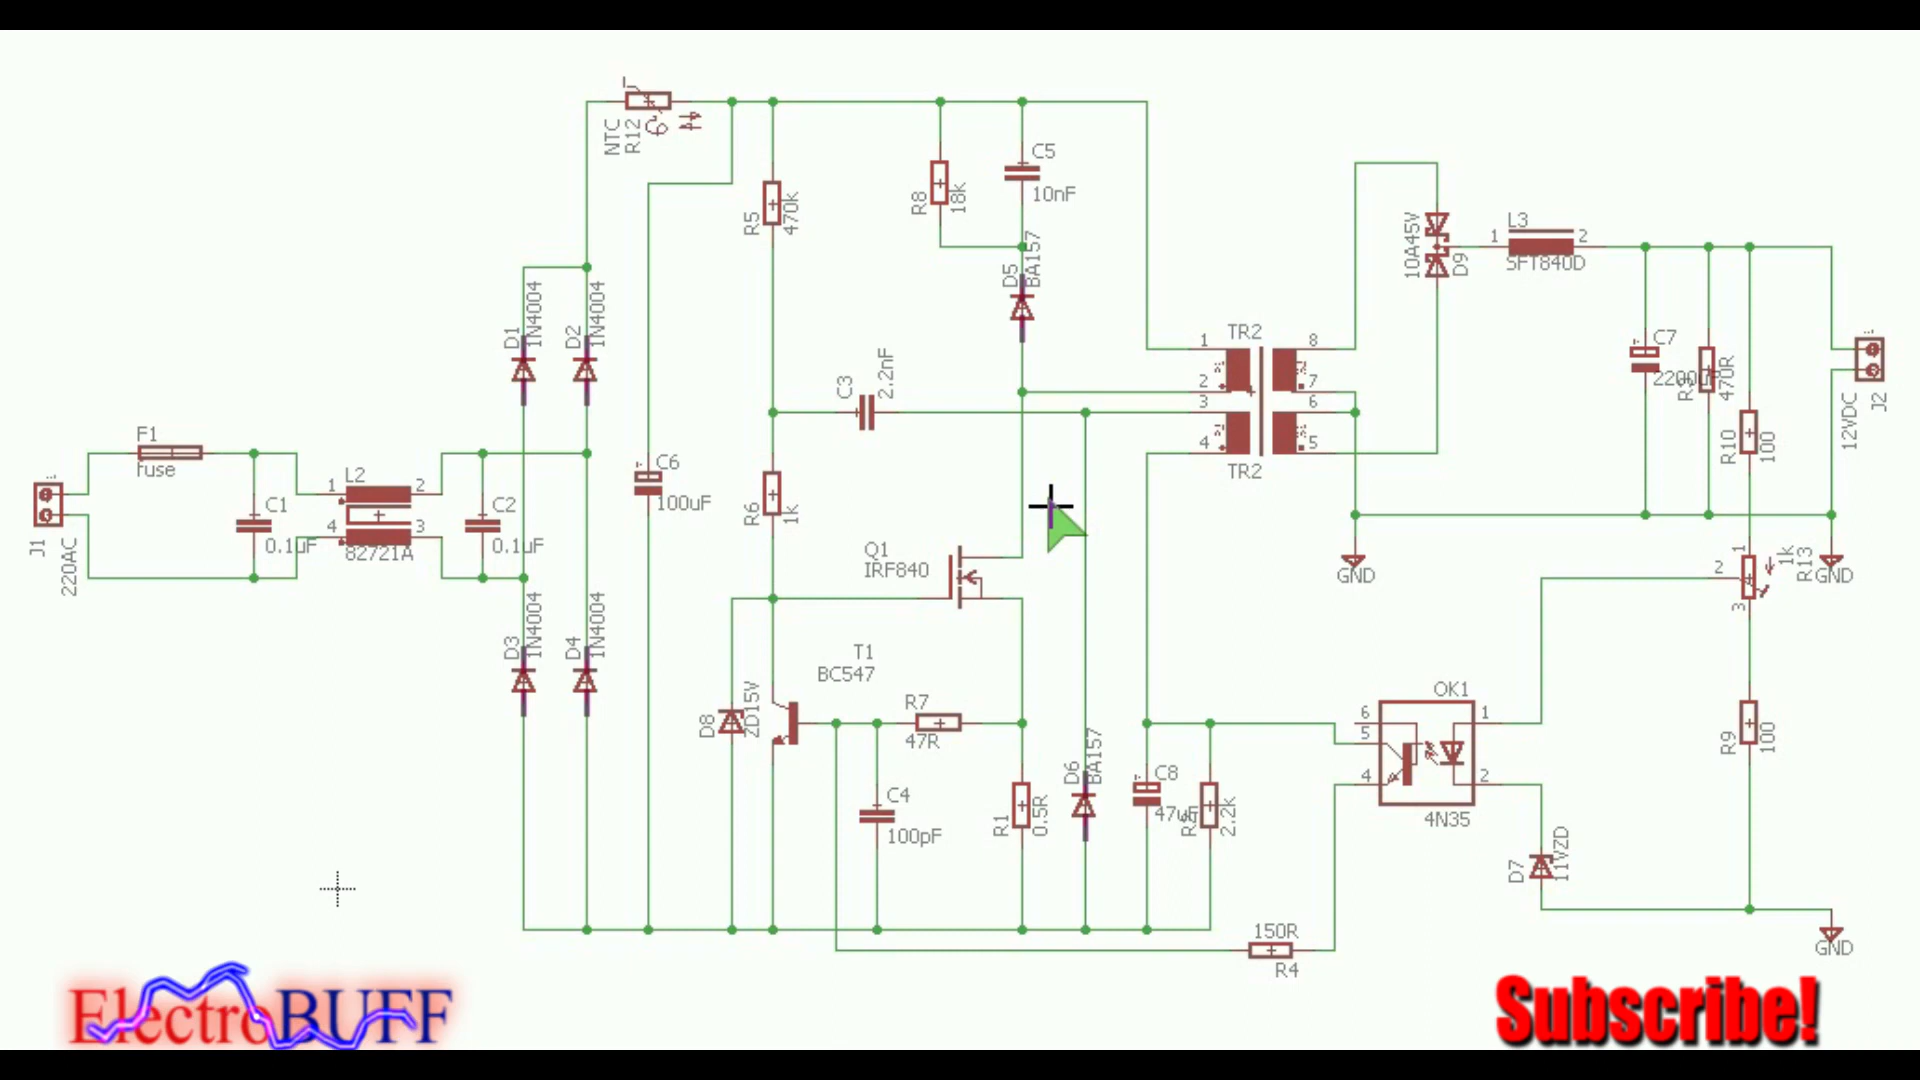 NTC
R12
R5
470k
R8
18k
C5
10nF
D5
BA157
10A45V
D9
L3
1
2
SFT840D
D1
1N4004
D2
1N4004
C3
2.2nF
TR2
1
2
3
4
8
7
6
5
TR2
C7
470R
R10
100
12VDC
J2
F1
fuse
C1
0.1uF
L2
1
2
4
3
82721A
C2
0.1uF
J1
220AC
C6
100uF
R6
1k
Q1
IRF840
GND
1
2
3
1k
R13
GND
D3
1N4004
D4
1N4004
T1
BC547
D8
ZD15V
R7
47R
C4
100pF
R1
0.5R
D6
BA157
C8
47uF
2.2k
OK1
6
5
4
1
2
4N35
R9
100
D7
11VZD
GND
150R
R4
ElectroBUFF
Subscribe!